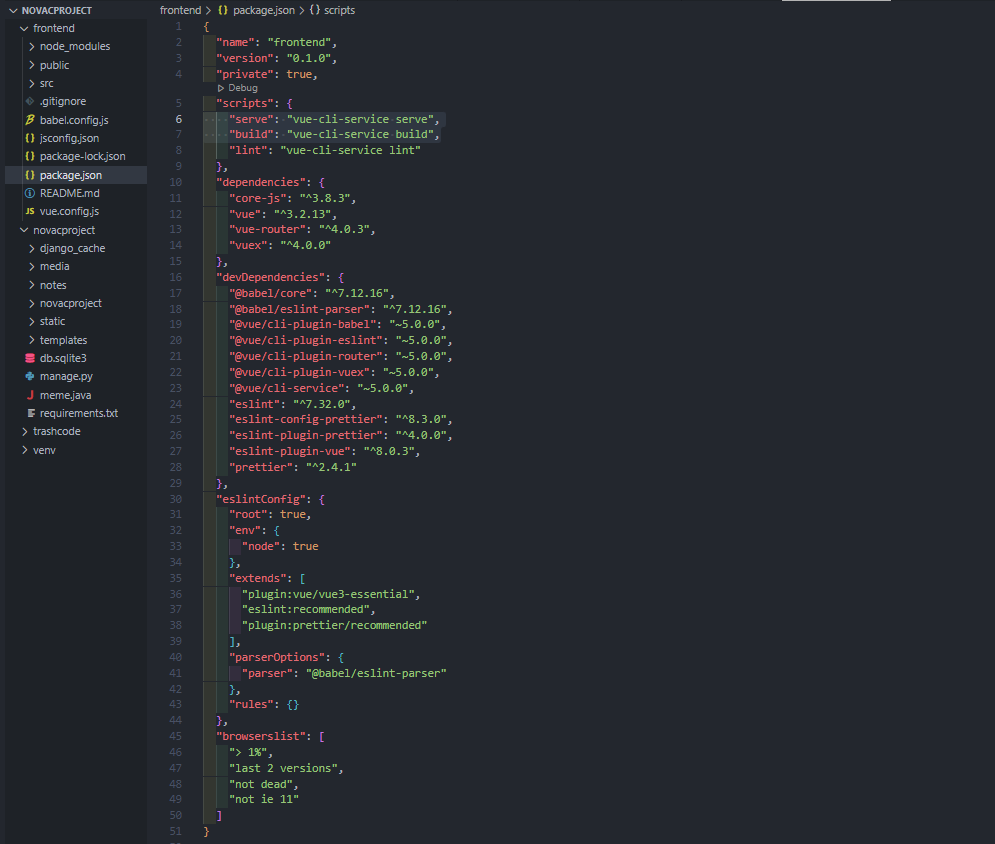 NOVACPROJECT
frontend
node_modules
public
src
.gitignore
babel.config.js
jsconfig.json
package-lock.json
package.json
README.md
vue.config.js
novacproject
django_cache
media
notes
novacproject
static
templates
db.sqlite3
manage.py
meme.java
requirements.txt
trashcode
venv
frontend > {} package.json > {} scripts
1 {
2 "name": "frontend",
3 "version": "0.1.0",
4 "private": true,
Debug
5 "scripts": {
6 "serve": "vue-cli-service serve",
7 "build": "vue-cli-service build",
8 "lint": "vue-cli-service lint"
9 },
10 "dependencies": {
11 "core-js": "^3.8.3",
12 "vue": "^3.2.13",
13 "vue-router": "^4.0.3",
14 "vuex": "^4.0.0"
15 },
16 "devDependencies": {
17 "@babel/core": "^7.12.16",
18 "@babel/eslint-parser": "^7.12.16",
19 "@vue/cli-plugin-babel": "~5.0.0",
20 "@vue/cli-plugin-eslint": "~5.0.0",
21 "@vue/cli-plugin-router": "~5.0.0",
22 "@vue/cli-plugin-vuex": "~5.0.0",
23 "@vue/cli-service": "~5.0.0",
24 "eslint": "^7.32.0",
25 "eslint-config-prettier": "^8.3.0",
26 "eslint-plugin-prettier": "^4.0.0",
27 "eslint-plugin-vue": "^8.0.3",
28 "prettier": "^2.4.1"
29 },
30 "eslintConfig": {
31 "root": true,
32 "env": {
33 "node": true
34 },
35 "extends": [
36 "plugin:vue/vue3-essential",
37 "eslint:recommended",
38 "plugin:prettier/recommended"
39 ],
40 "parserOptions": {
41 "parser": "@babel/eslint-parser"
42 },
43 "rules": {}
44 },
45 "browserslist": [
46 "> 1%",
47 "last 2 versions",
48 "not dead",
49 "not ie 11"
50 ]
51 }